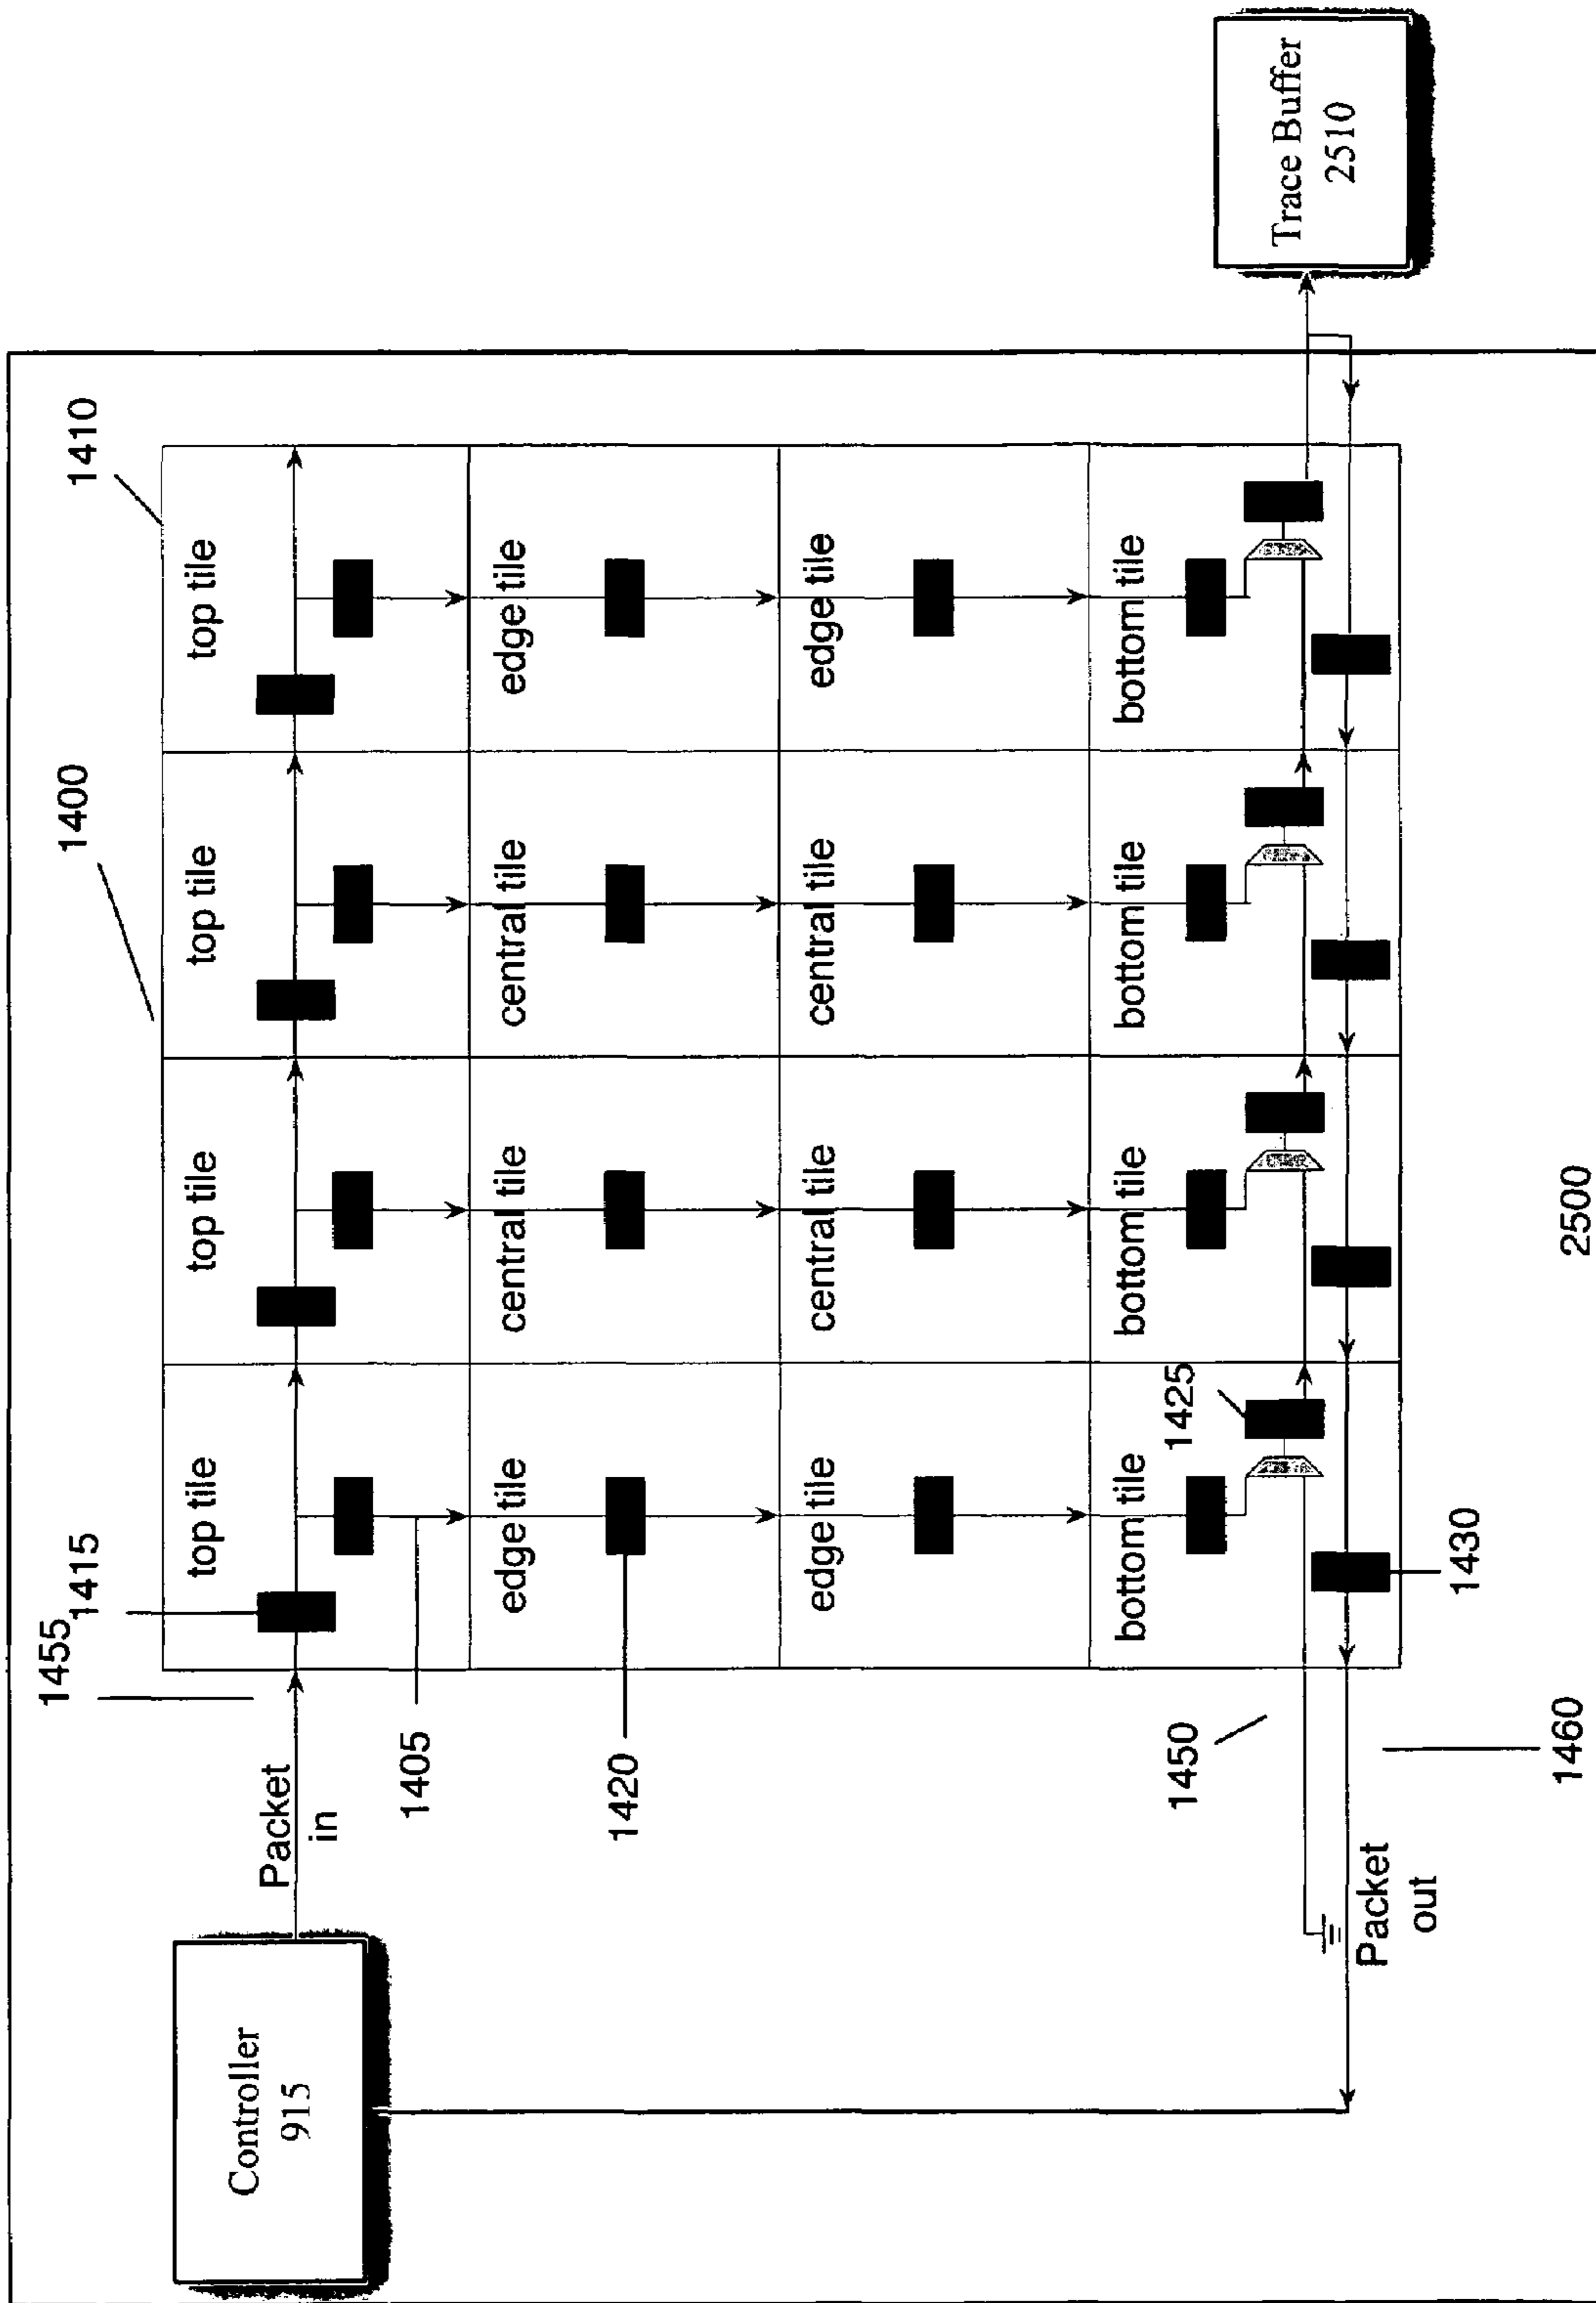 1400
1410
1455
1415
top tile
top tile
top tile
top tile
Controller
915
Packet
in
1405
edge tile
central tile
central tile
edge tile
1420
edge tile
central tile
central tile
edge tile
bottom tile
bottom tile
bottom tile
bottom tile
1425
1450
Trace Buffer
2510
Packet
out
1460
1430
2500